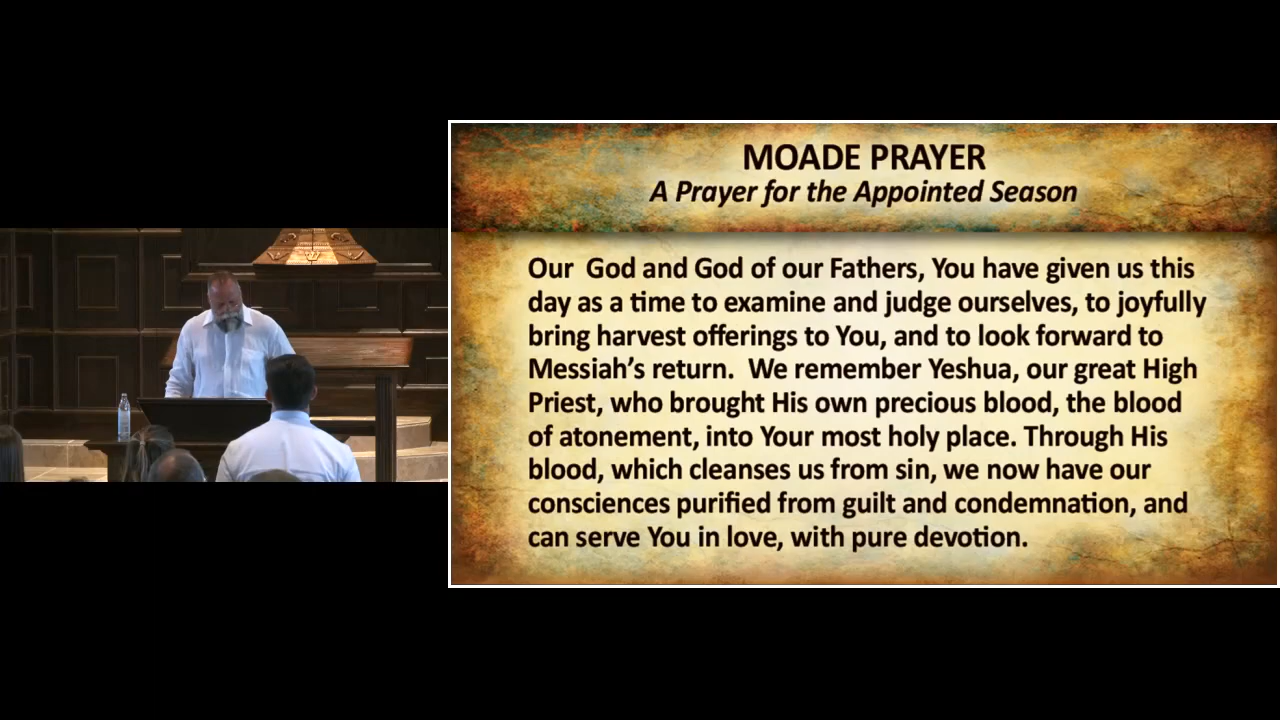 MOADE PRAYER
A Prayer for the Appointed Season
Our God and God of our Fathers, You have given us this
day as a time to examine and judge ourselves, to joyfully
bring harvest offerings to You, and to look forward to
Messiah’s return. We remember Yeshua, our great High
Priest, who brought His own precious blood, the blood
of atonement, into Your most holy place. Through His
blood, which cleanses us from sin, we now have our
consciences purified from guilt and condemnation, and
can serve You in love, with pure devotion.